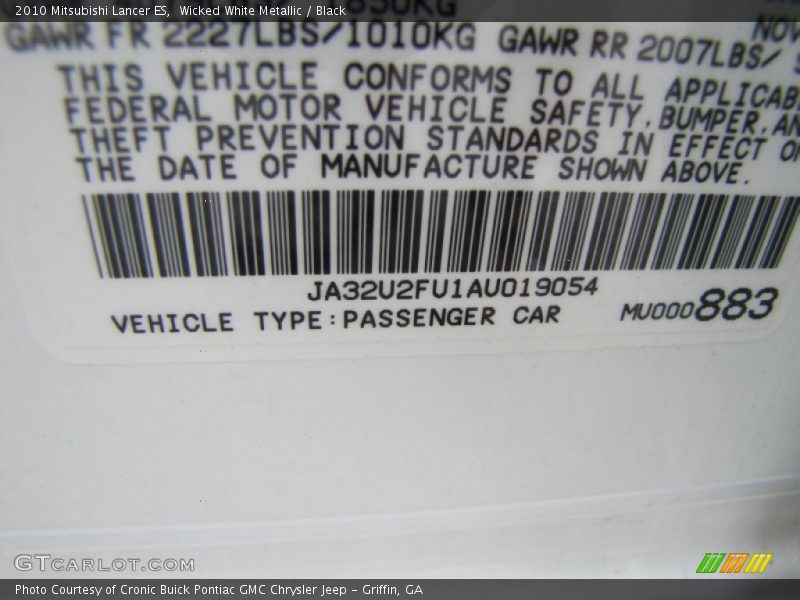 2010 Mitsubishi Lancer ES, Wicked White Metallic / Black
GAWR FR 2227LBS/1010KG GAWR RR 2007LBS/
THIS VEHICLE CONFORMS TO ALL
FEDERAL MOTOR VEHICLE SAFETY, BUMPER,
THEFT PREVENTION STANDARDS IN EFFECT
THE DATE OF MANUFACTURE SHOWN ABOVE.
JA32U2FU1AU019054
VEHICLE TYPE:PASSENGER CAR MU000883
GTCARLOT.COM
Photo Courtesy of Cronic Buick Pontiac GMC Chrysler Jeep - Griffin, GA